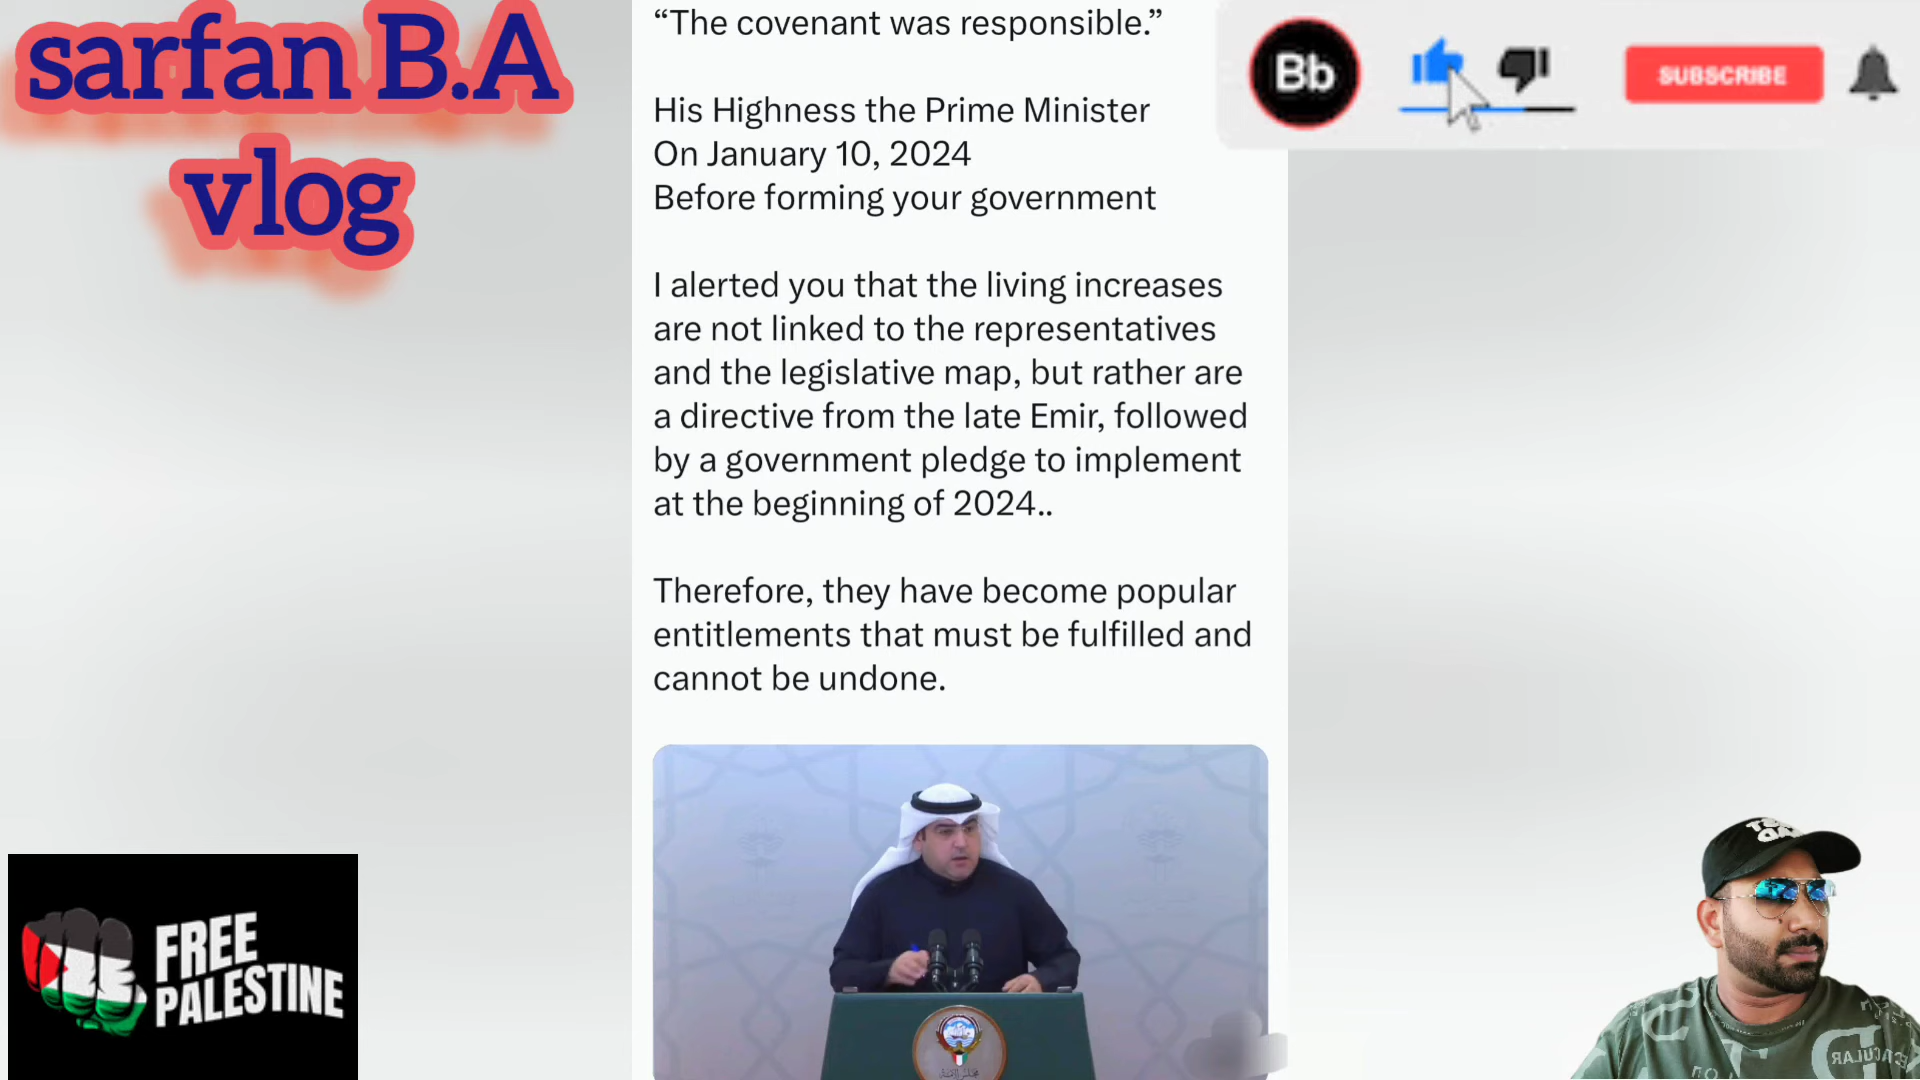 sarfan B.A
vlog
“The covenant was responsible.”
His Highness the Prime Minister
On January 10, 2024
Before forming your government
I alerted you that the living increases
are not linked to the representatives
and the legislative map, but rather are
a directive from the late Emir, followed
by a government pledge to implement
at the beginning of 2024..
Therefore, they have become popular
entitlements that must be fulfilled and
cannot be undone.
Bb
SUBSCRIBE
FREE
PALESTINE
مجلس الأمة